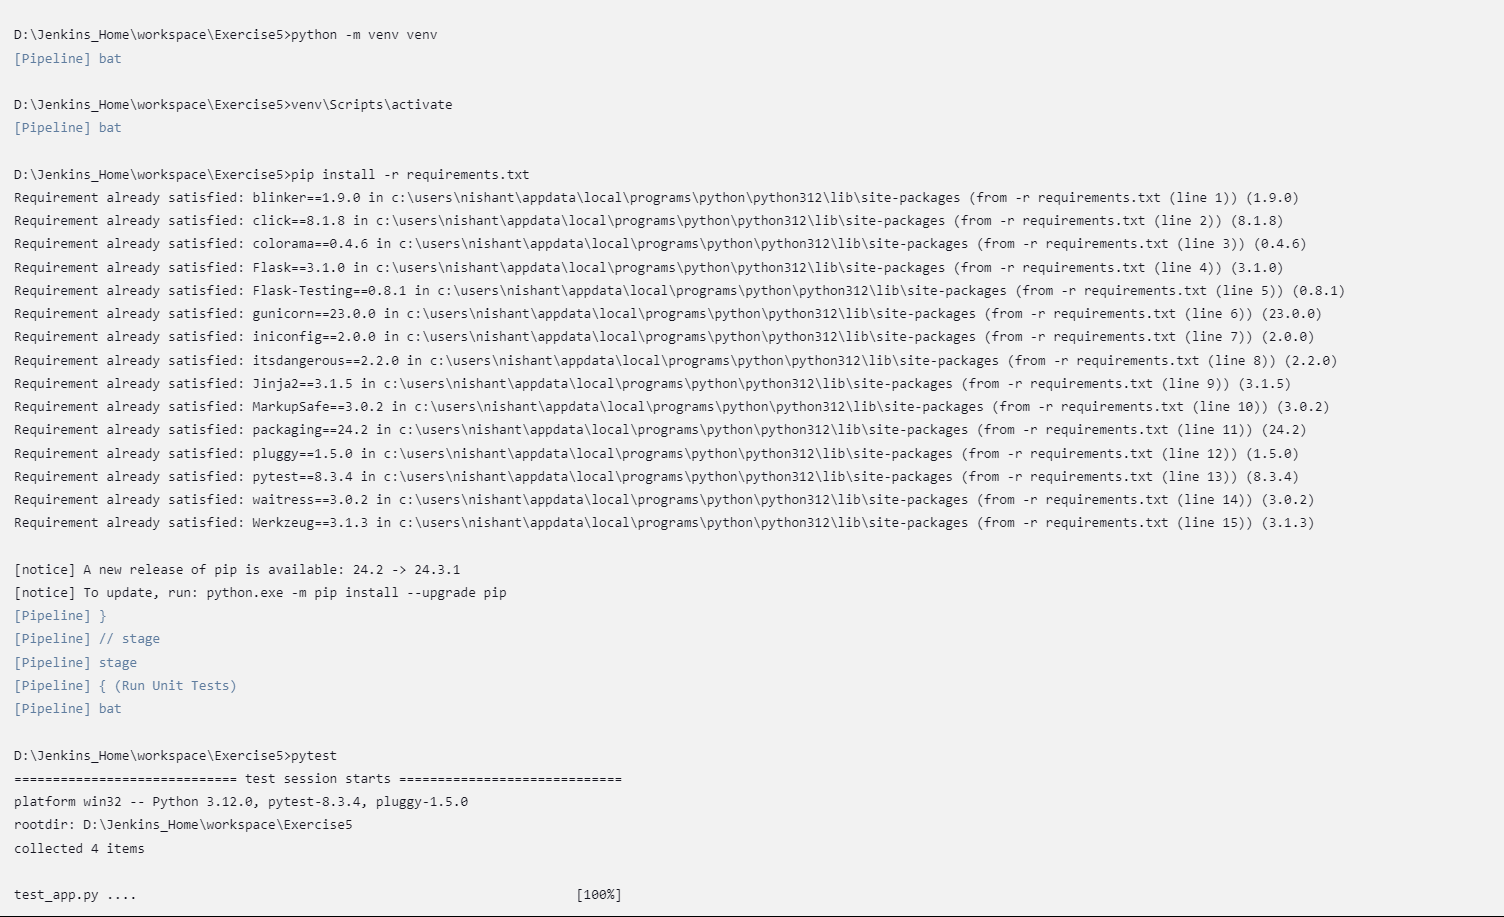 D:\Jenkins_Home\workspace\Exercise5>python -m venv venv
[Pipeline] bat
D:\Jenkins_Home\workspace\Exercise5>venv\Scripts\activate
[Pipeline] bat
D:\Jenkins_Home\workspace\Exercise5>pip install -r requirements.txt
Requirement already satisfied: blinker==1.9.0 in c:\users\nishant\appdata\local\programs\python\python312\lib\site-packages (from -r requirements.txt (line 1)) (1.9.0)
Requirement already satisfied: click==8.1.8 in c:\users\nishant\appdata\local\programs\python\python312\lib\site-packages (from -r requirements.txt (line 2)) (8.1.8)
Requirement already satisfied: colorama==0.4.6 in c:\users\nishant\appdata\local\programs\python\python312\lib\site-packages (from -r requirements.txt (line 3)) (0.4.6)
Requirement already satisfied: Flask==3.1.0 in c:\users\nishant\appdata\local\programs\python\python312\lib\site-packages (from -r requirements.txt (line 4)) (3.1.0)
Requirement already satisfied: Flask-Testing==0.8.1 in c:\users\nishant\appdata\local\programs\python\python312\lib\site-packages (from -r requirements.txt (line 5)) (0.8.1)
Requirement already satisfied: gunicorn==23.0.0 in c:\users\nishant\appdata\local\programs\python\python312\lib\site-packages (from -r requirements.txt (line 6)) (23.0.0)
Requirement already satisfied: iniconfig==2.0.0 in c:\users\nishant\appdata\local\programs\python\python312\lib\site-packages (from -r requirements.txt (line 7)) (2.0.0)
Requirement already satisfied: itsdangerous==2.2.0 in c:\users\nishant\appdata\local\programs\python\python312\lib\site-packages (from -r requirements.txt (line 8)) (2.2.0)
Requirement already satisfied: Jinja2==3.1.5 in c:\users\nishant\appdata\local\programs\python\python312\lib\site-packages (from -r requirements.txt (line 9)) (3.1.5)
Requirement already satisfied: MarkupSafe==3.0.2 in c:\users\nishant\appdata\local\programs\python\python312\lib\site-packages (from -r requirements.txt (line 10)) (3.0.2)
Requirement already satisfied: packaging==24.2 in c:\users\nishant\appdata\local\programs\python\python312\lib\site-packages (from -r requirements.txt (line 11)) (24.2)
Requirement already satisfied: pluggy==1.5.0 in c:\users\nishant\appdata\local\programs\python\python312\lib\site-packages (from -r requirements.txt (line 12)) (1.5.0)
Requirement already satisfied: pytest==8.3.4 in c:\users\nishant\appdata\local\programs\python\python312\lib\site-packages (from -r requirements.txt (line 13)) (8.3.4)
Requirement already satisfied: waitress==3.0.2 in c:\users\nishant\appdata\local\programs\python\python312\lib\site-packages (from -r requirements.txt (line 14)) (3.0.2)
Requirement already satisfied: Werkzeug==3.1.3 in c:\users\nishant\appdata\local\programs\python\python312\lib\site-packages (from -r requirements.txt (line 15)) (3.1.3)
[notice] A new release of pip is available: 24.2 -> 24.3.1
[notice] To update, run: python.exe -m pip install --upgrade pip
[Pipeline] }
[Pipeline] // stage
[Pipeline] stage
[Pipeline] { (Run Unit Tests)
[Pipeline] bat
D:\Jenkins_Home\workspace\Exercise5>pytest
============================= test session starts =============================
platform win32 -- Python 3.12.0, pytest-8.3.4, pluggy-1.5.0
rootdir: D:\Jenkins_Home\workspace\Exercise5
collected 4 items
test_app.py ....                                                         [100%]